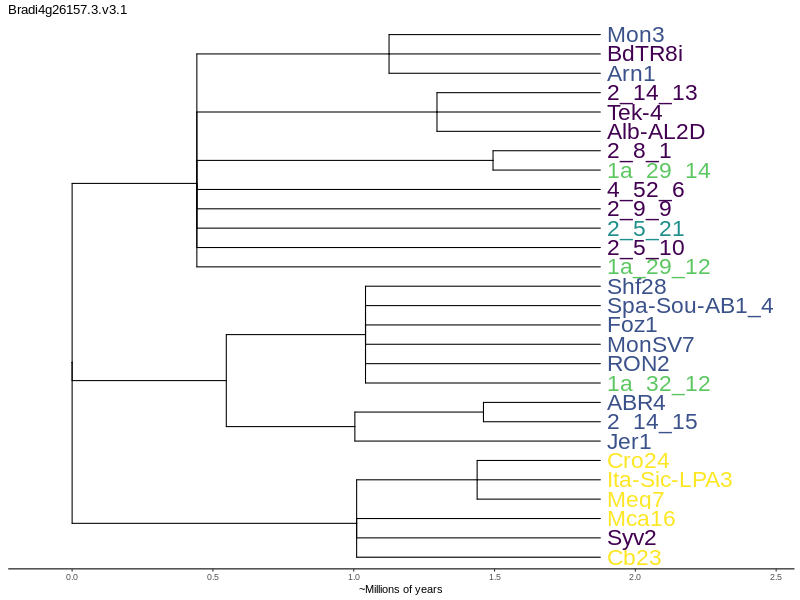 Bradi4g26157.3.v3.1
Mon3
BdTR8i
Arn1
2_14_13
Tek-4
Alb-AL2D
2_8_1
1a_29_14
4_52_6
2_9_9
2_5_21
2_5_10
1a_29_12
Shf28
Spa-Sou-AB1_4
Foz1
MonSV7
RON2
1a_32_12
ABR4
2_14_15
Jer1
Cro24
Ita-Sic-LPA3
Meq7
Mca16
Syv2
Cb23
0.0 0.5 1.0 1.5 2.0 2.5
~Millions of years